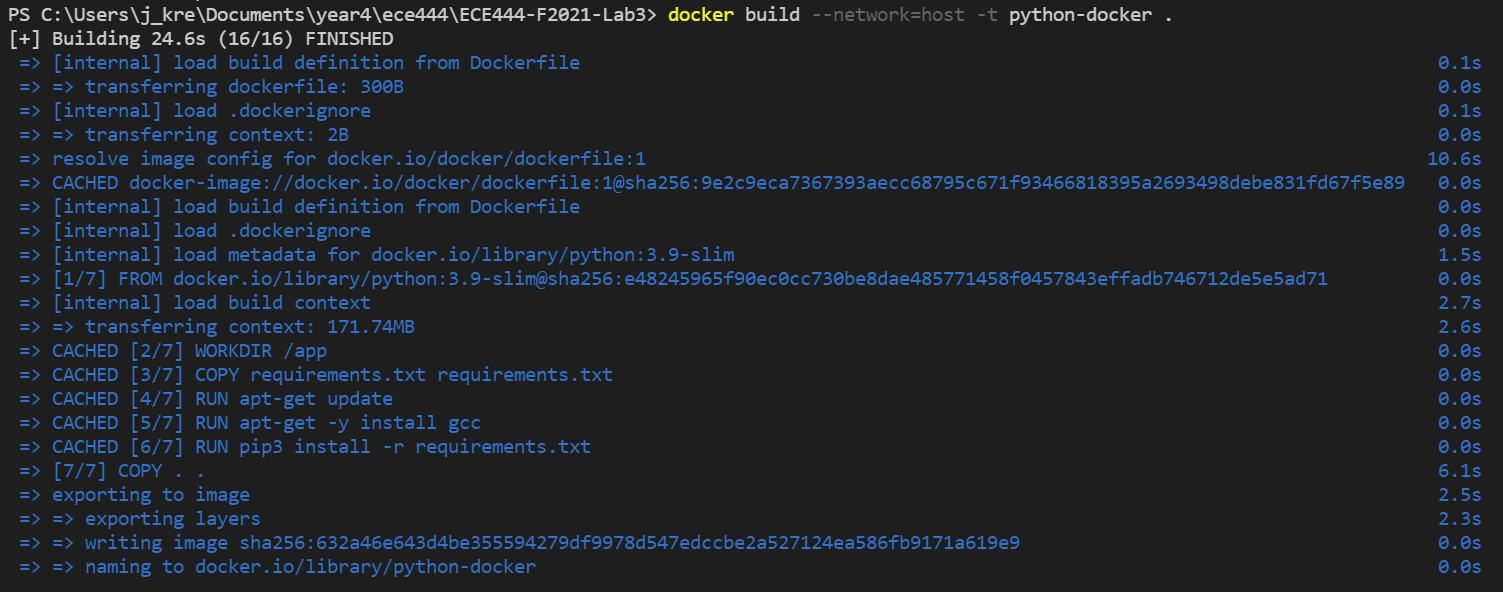 PS C:\Users\j_kre\Documents\year4\ece444\ECE444-F2021-Lab3> docker build --network=host -t python-docker .
[+] Building 24.6s (16/16) FINISHED
=> [internal] load build definition from Dockerfile 0.1s
=> => transferring dockerfile: 300B 0.0s
=> [internal] load .dockerignore 0.1s
=> => transferring context: 2B 0.0s
=> resolve image config for docker.io/docker/dockerfile:1 10.6s
=> CACHED docker-image://docker.io/docker/dockerfile:1@sha256:9e2c9eca7367393aecc68795c671f93466818395a2693498debe831fd67f5e89 0.0s
=> [internal] load build definition from Dockerfile 0.0s
=> [internal] load .dockerignore 0.0s
=> [internal] load metadata for docker.io/library/python:3.9-slim 1.5s
=> [1/7] FROM docker.io/library/python:3.9-slim@sha256:e48245965f90ec0cc730be8dae485771458f0457843effadb746712de5e5ad71 0.0s
=> [internal] load build context 2.7s
=> => transferring context: 171.74MB 2.6s
=> CACHED [2/7] WORKDIR /app 0.0s
=> CACHED [3/7] COPY requirements.txt requirements.txt 0.0s
=> CACHED [4/7] RUN apt-get update 0.0s
=> CACHED [5/7] RUN apt-get -y install gcc 0.0s
=> CACHED [6/7] RUN pip3 install -r requirements.txt 0.0s
=> [7/7] COPY . . 6.1s
=> exporting to image 2.5s
=> => exporting layers 2.3s
=> => writing image sha256:632a46e643d4be355594279df9978d547edccbe2a527124ea586fb9171a619e9 0.0s
=> => naming to docker.io/library/python-docker 0.0s